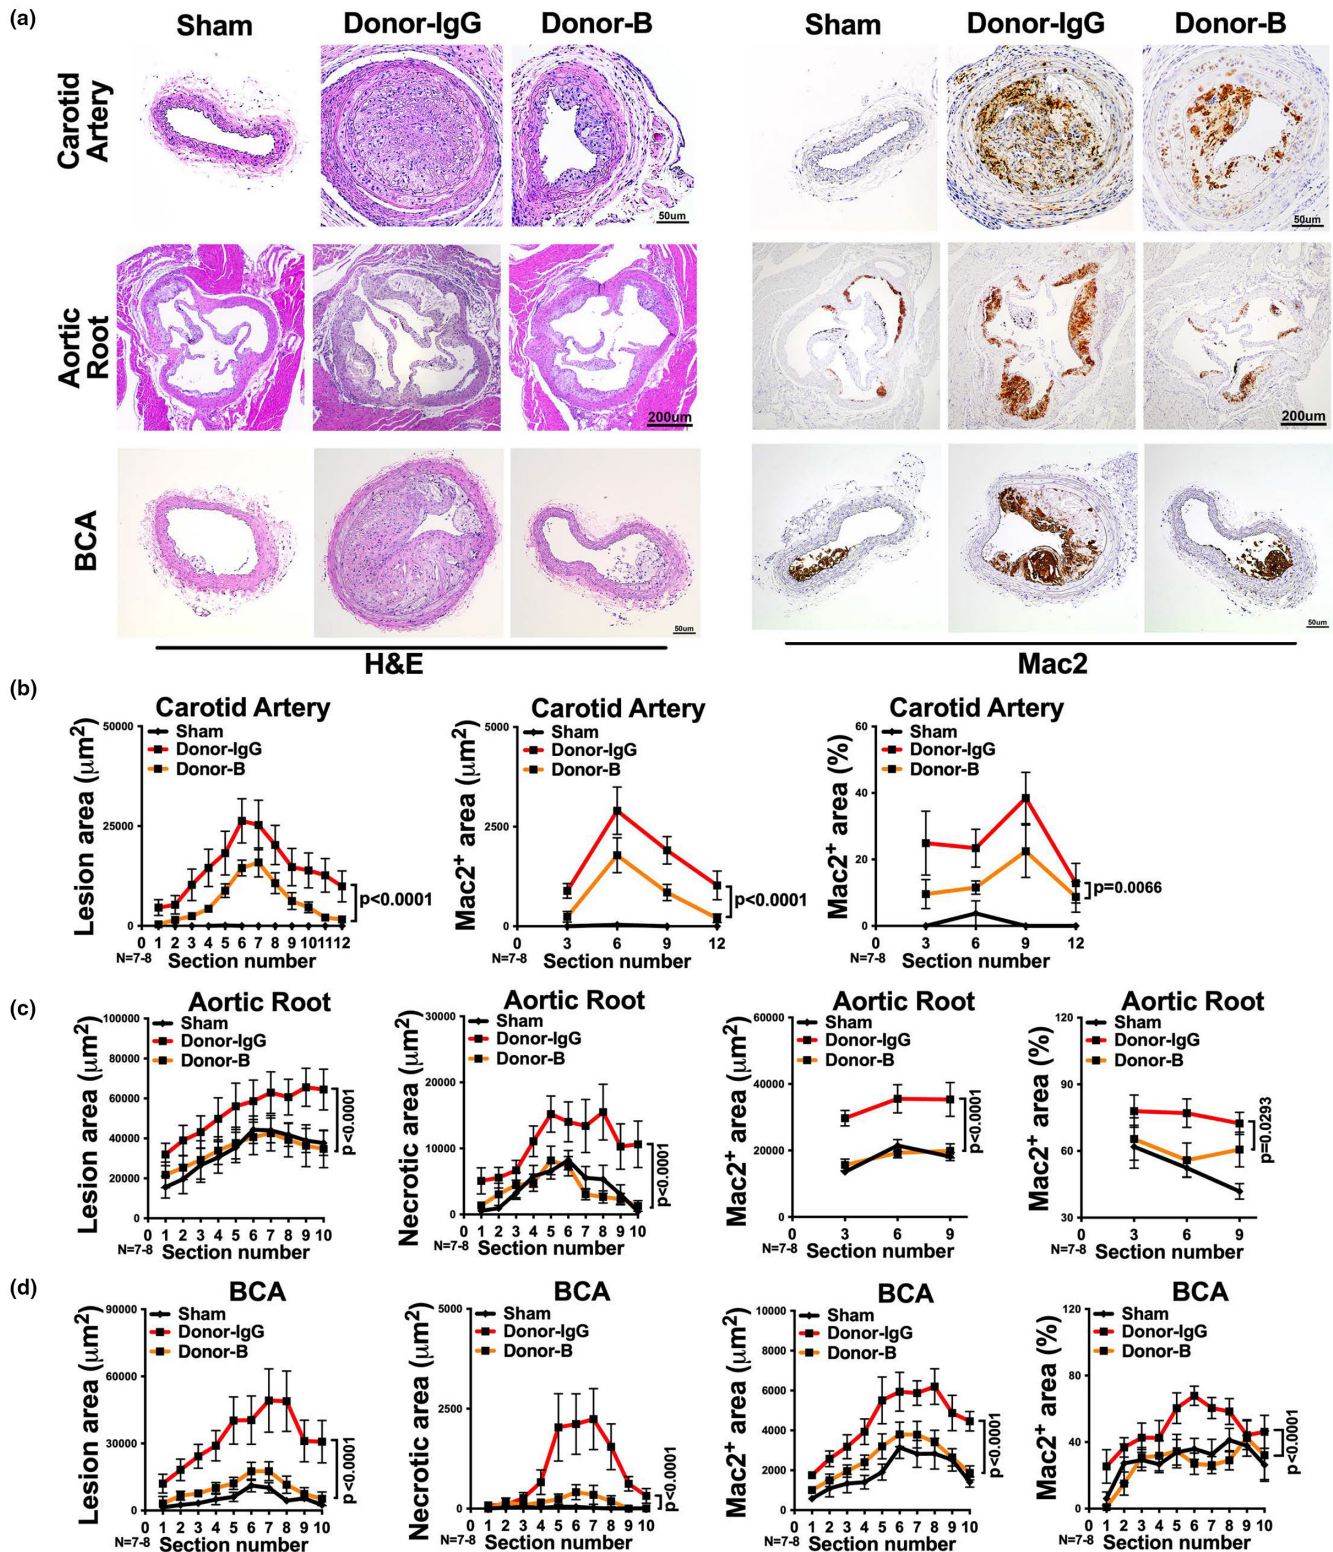 (a)
Sham Donor-IgG Donor-B Sham Donor-IgG Donor-B
Carotid
Artery
50um
50um
Aortic
Root
200um
200um
BCA
50um
50um
H&E
Mac2
(b)
Carotid Artery
Lesion area (μm²)
50000
25000
0
Sham
Donor-IgG
Donor-B
p<0.0001
0 1 2 3 4 5 6 7 8 9 10 11 12
N=7-8
Section number
Carotid Artery
Mac2⁺ area (μm²)
5000
2500
0
Sham
Donor-IgG
Donor-B
p<0.0001
0 3 6 9 12
N=7-8
Section number
Carotid Artery
Mac2⁺ area (%)
60
40
20
0
Sham
Donor-IgG
Donor-B
p=0.0066
0 3 6 9 12
N=7-8
Section number
(c)
Aortic Root
Lesion area (μm²)
100000
80000
60000
40000
20000
0
Sham
Donor-IgG
Donor-B
p<0.0001
0 1 2 3 4 5 6 7 8 9 10
N=7-8
Section number
Aortic Root
Necrotic area (μm²)
30000
20000
10000
0
Sham
Donor-IgG
Donor-B
p<0.0001
0 1 2 3 4 5 6 7 8 9 10
N=7-8
Section number
Aortic Root
Mac2⁺ area (μm²)
60000
40000
20000
0
Sham
Donor-IgG
Donor-B
p<0.0001
0 3 6 9
N=7-8
Section number
Aortic Root
Mac2⁺ area (%)
120
90
60
30
Sham
Donor-IgG
Donor-B
p=0.0293
0 3 6 9
N=7-8
Section number
(d)
BCA
Lesion area (μm²)
90000
60000
30000
0
Sham
Donor-IgG
Donor-B
p<0.0001
0 1 2 3 4 5 6 7 8 9 10
N=7-8
Section number
BCA
Necrotic area (μm²)
5000
2500
0
Sham
Donor-IgG
Donor-B
p<0.0001
0 1 2 3 4 5 6 7 8 9 10
N=7-8
Section number
BCA
Mac2⁺ area (μm²)
10000
8000
6000
4000
2000
0
Sham
Donor-IgG
Donor-B
p<0.0001
0 1 2 3 4 5 6 7 8 9 10
N=7-8
Section number
BCA
Mac2⁺ area (%)
120
80
40
0
Sham
Donor-IgG
Donor-B
p<0.0001
0 1 2 3 4 5 6 7 8 9 10
N=7-8
Section number